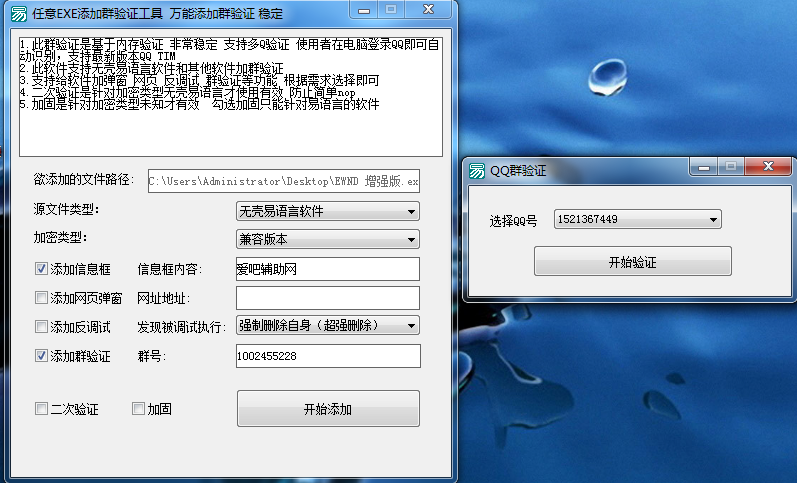 任意EXE添加群验证工具 万能添加群验证 稳定
1.此群验证是基于内存验证 非常稳定 支持多Q验证 使用者在电脑登录QQ即可自
动识别，支持最新版本QQ TIM
2.此软件支持无壳易语言软件和其他软件加群验证
3.支持给软件加弹窗 网页 反调试 群验证等功能 根据需求选择即可
4.二次验证是针对加密类型无壳易语言才使用有效 防止简单nop
5.加固是针对加密类型未知才有效 勾选加固只能针对易语言的软件
欲添加的文件路径: C:\Users\Administrator\Desktop\EWND 增强版.ex
源文件类型: 无壳易语言软件
加密类型: 兼容版本
添加信息框 信息框内容: 爱吧辅助网
添加网页弹窗 网址地址:
添加反调试 发现被调试执行: 强制删除自身（超强删除）
添加群验证 群号: 1002455228
二次验证 加固 开始添加
QQ群验证
选择QQ号 1521367449
开始验证